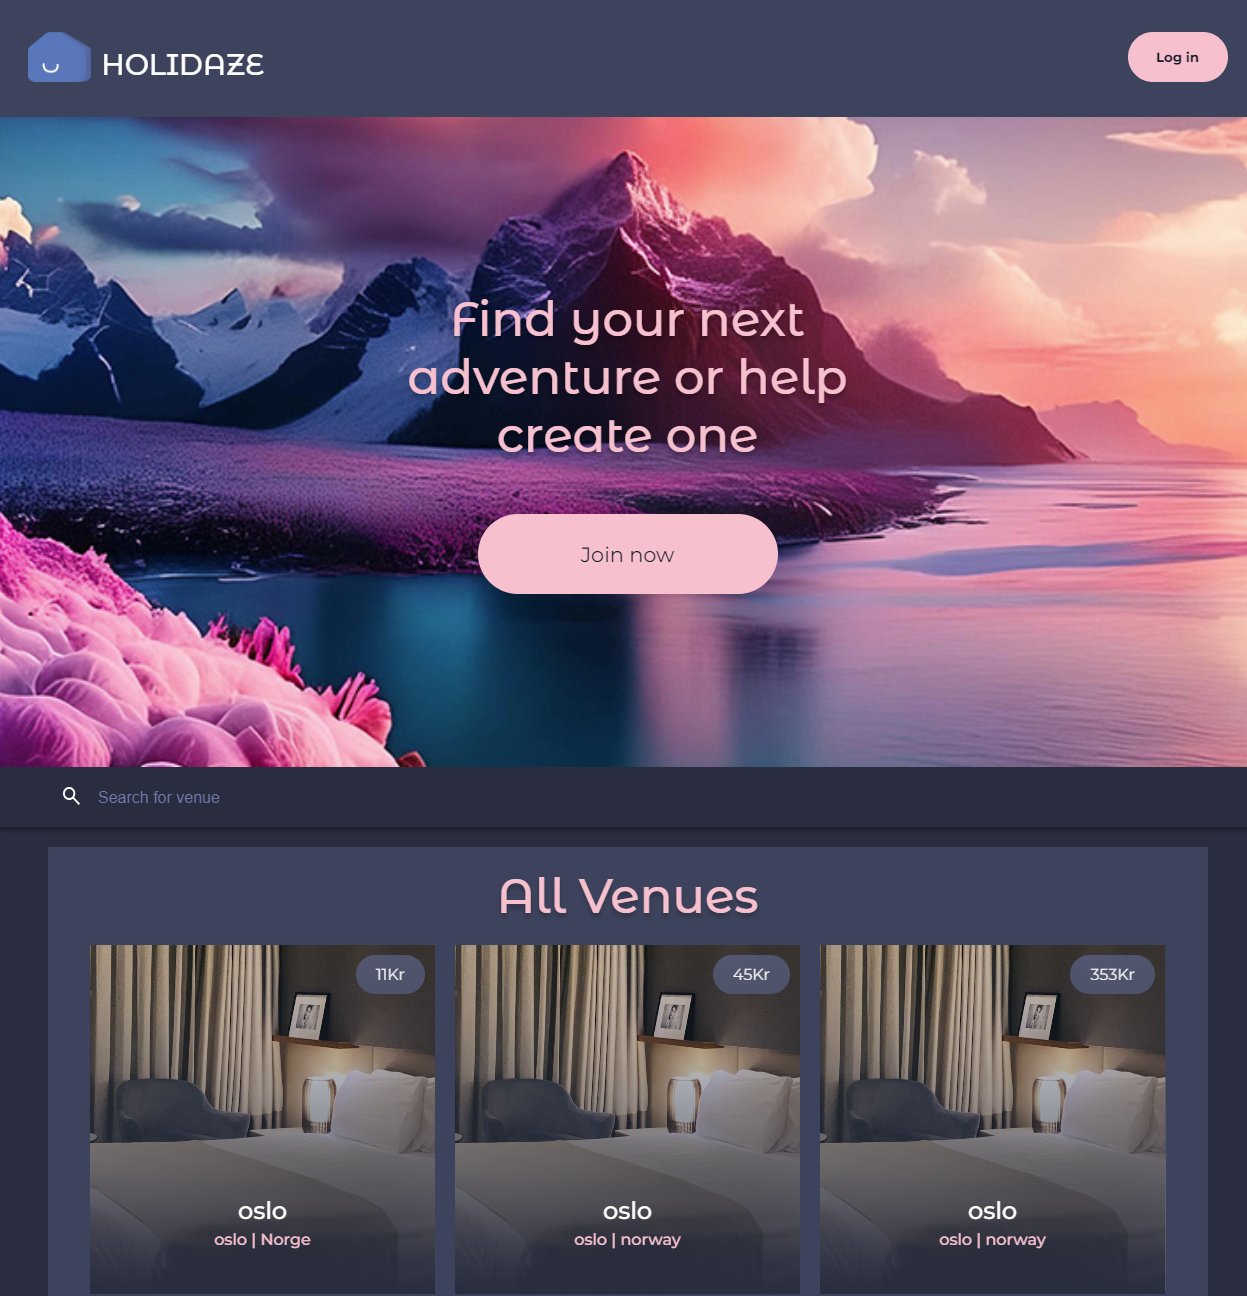 HOLIDAZE
Log in
Find your next
adventure or help
create one
Join now
Search for venue
All Venues
11Kr
45Kr
353Kr
oslo
oslo | Norge
oslo
oslo | norway
oslo
oslo | norway